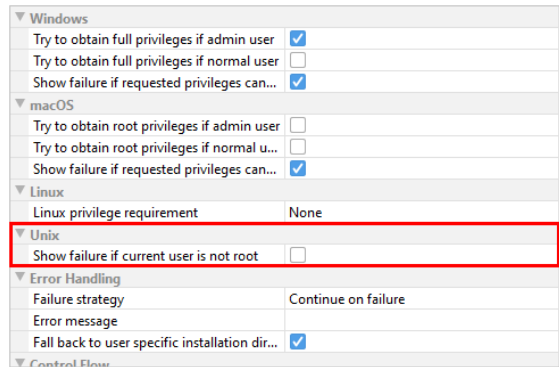 Windows
Try to obtain full privileges if admin user
Try to obtain full privileges if normal user
Show failure if requested privileges can...
macOS
Try to obtain root privileges if admin user
Try to obtain root privileges if normal u...
Show failure if requested privileges can...
Linux
Linux privilege requirement None
Unix
Show failure if current user is not root
Error Handling
Failure strategy Continue on failure
Error message
Fall back to user specific installation dir...
Control Flow